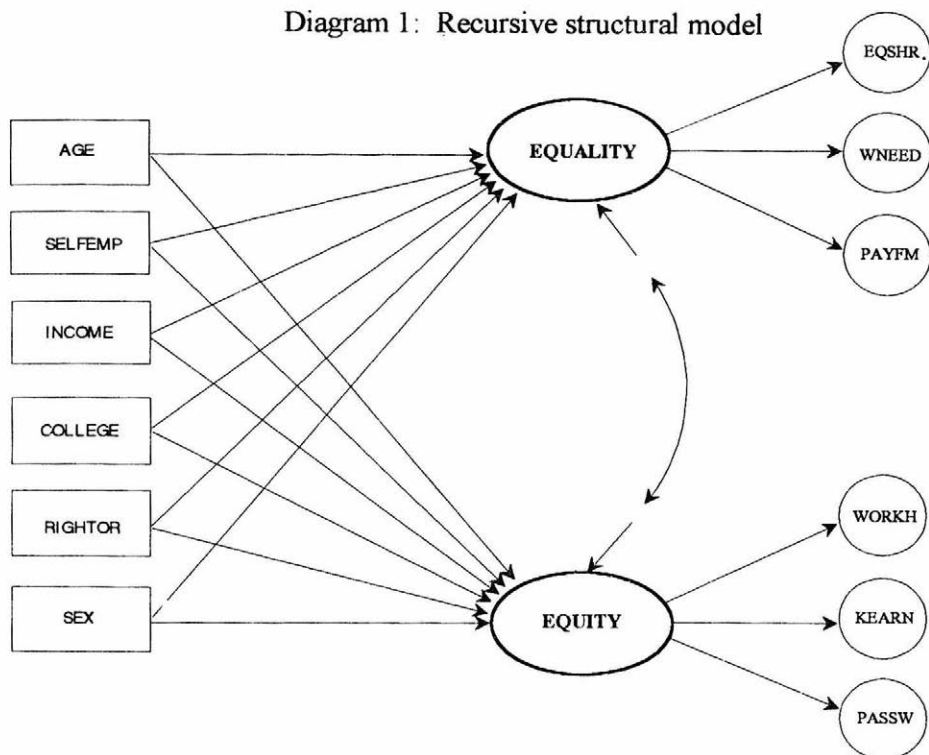 Diagram 1: Recursive structural model
EQSHR.
AGE
EQUALITY
WNEED
SELFEMP
PAYFM
INCOME
COLLEGE
RIGHTOR
WORKH
SEX
EQUITY
KEARN
PASSW